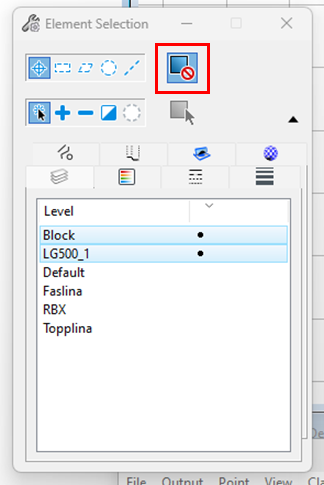 Element Selection
Level
Block
LG500_1
Default
Faslina
RBX
Topplina
File Output Point View